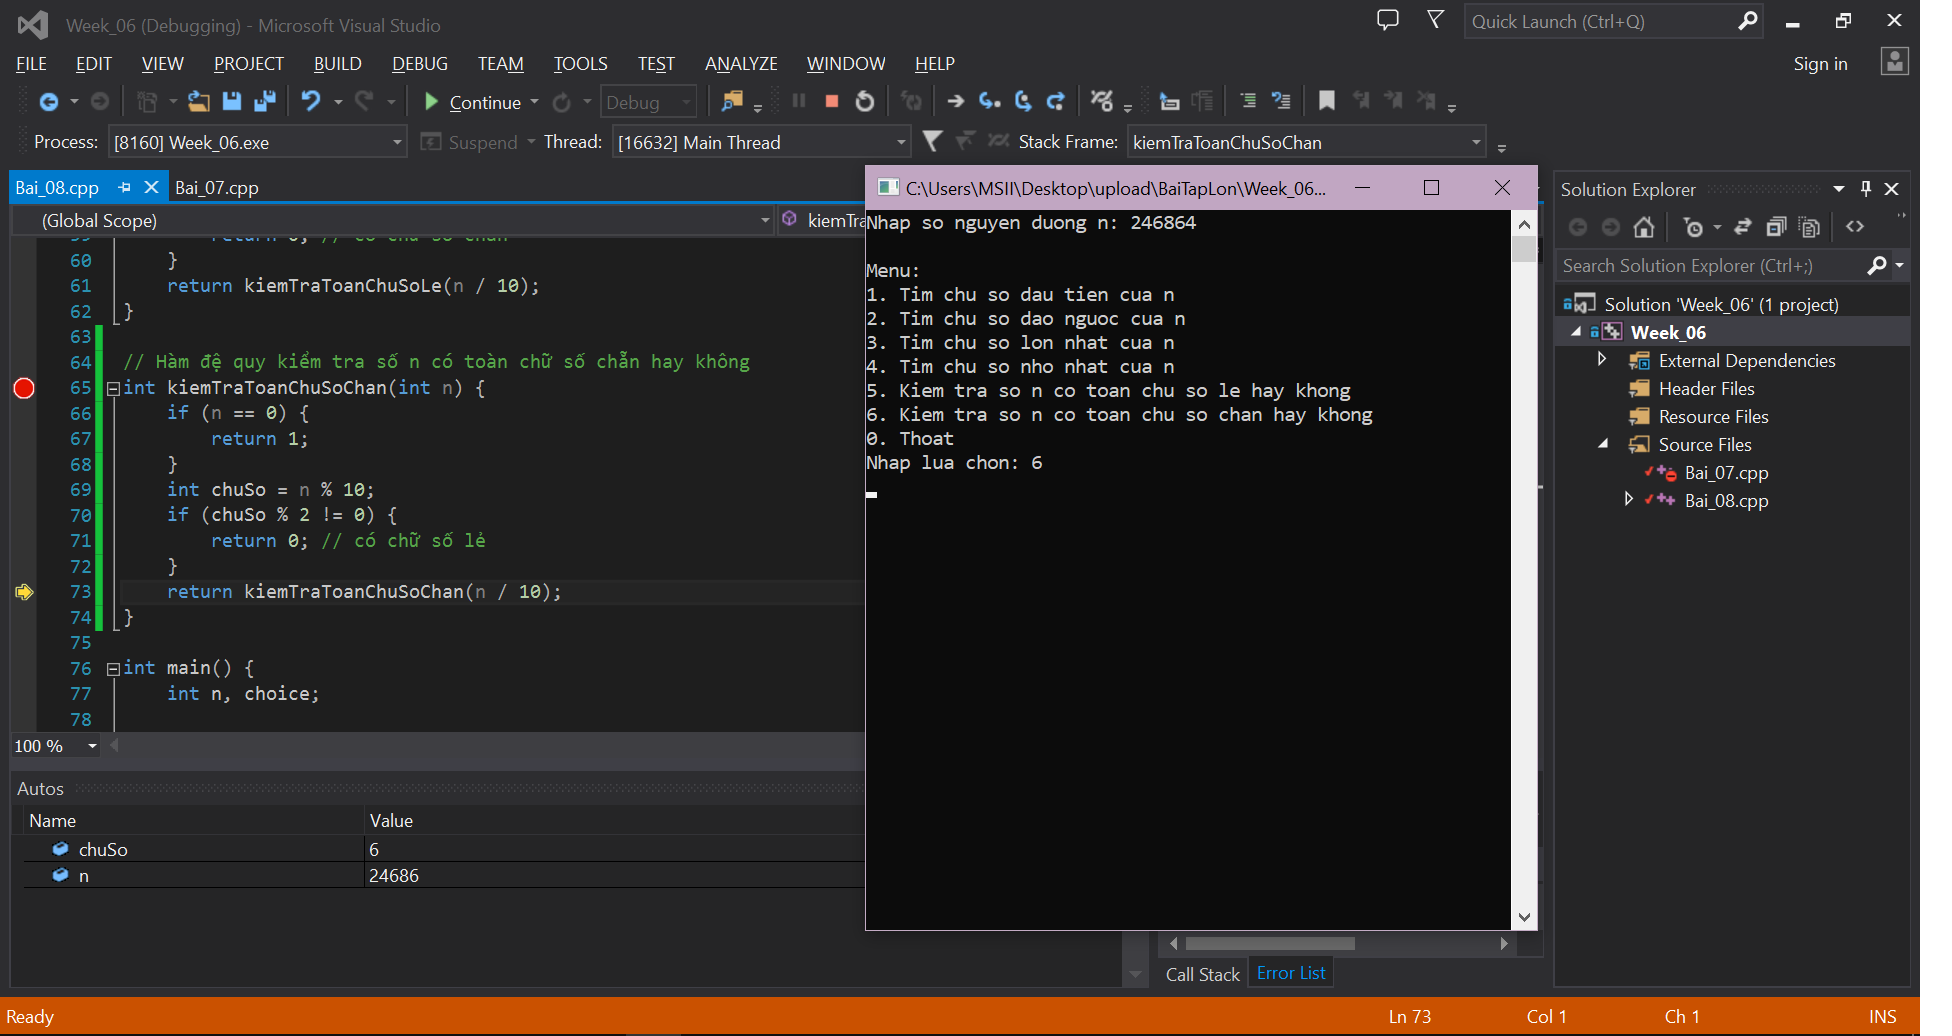 Week_06 (Debugging) - Microsoft Visual Studio
Quick Launch (Ctrl+Q)
FILE EDIT VIEW PROJECT BUILD DEBUG TEAM TOOLS TEST ANALYZE WINDOW HELP
Sign in
Continue Debug
Process: [8160] Week_06.exe Suspend Thread: [16632] Main Thread Stack Frame: kiemTraToanChuSoChan
Bai_08.cpp Bai_07.cpp
(Global Scope) kiemTra
60 }
61 return kiemTraToanChuSoLe(n / 10);
62 }
63
64 // Hàm đệ quy kiểm tra số n có toàn chữ số chẵn hay không
65 int kiemTraToanChuSoChan(int n) {
66 if (n == 0) {
67 return 1;
68 }
69 int chuSo = n % 10;
70 if (chuSo % 2 != 0) {
71 return 0; // có chữ số lẻ
72 }
73 return kiemTraToanChuSoChan(n / 10);
74 }
75
76 int main() {
77 int n, choice;
78
100 %
Autos
Name Value
chuSo 6
n 24686
C:\Users\MSII\Desktop\upload\BaiTapLon\Week_06...
Nhap so nguyen duong n: 246864
Menu:
1. Tim chu so dau tien cua n
2. Tim chu so dao nguoc cua n
3. Tim chu so lon nhat cua n
4. Tim chu so nho nhat cua n
5. Kiem tra so n co toan chu so le hay khong
6. Kiem tra so n co toan chu so chan hay khong
0. Thoat
Nhap lua chon: 6
Call Stack Error List
Solution Explorer
Search Solution Explorer (Ctrl+;)
Solution 'Week_06' (1 project)
Week_06
External Dependencies
Header Files
Resource Files
Source Files
Bai_07.cpp
Bai_08.cpp
Ready Ln 73 Col 1 Ch 1 INS